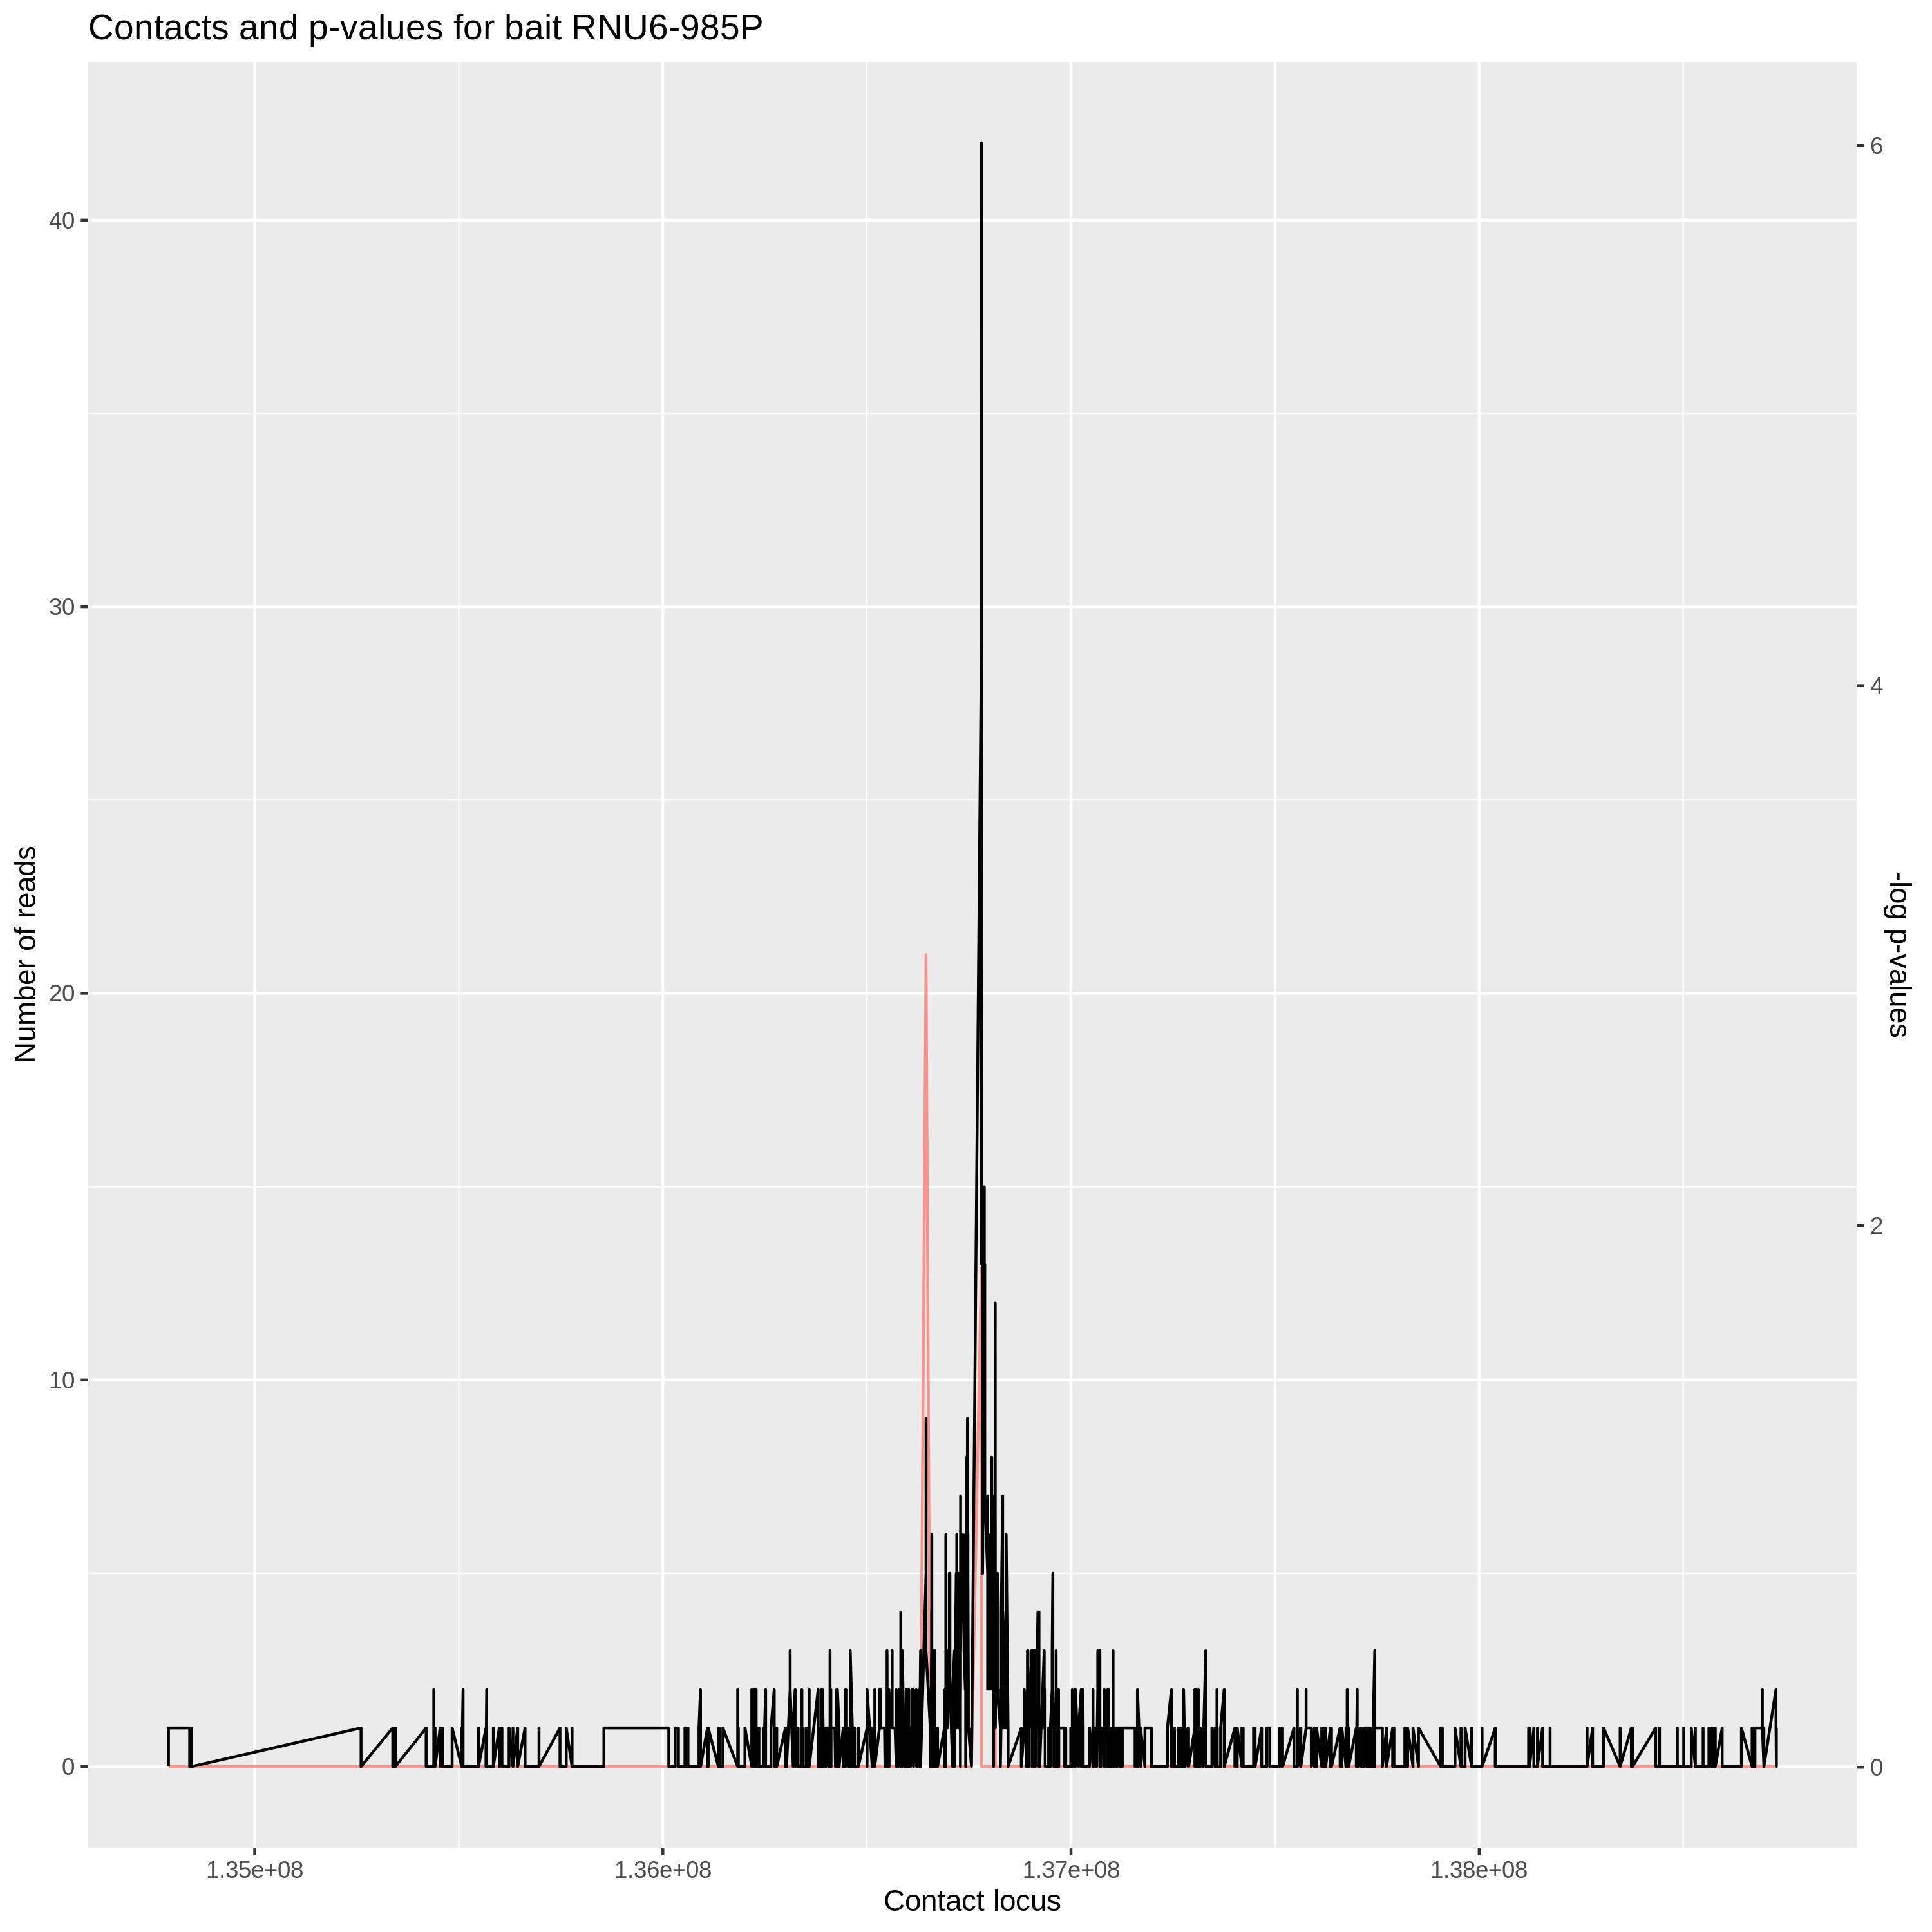 Contacts and p-values for bait RNU6-985P
Number of reads
40
30
20
10
0
6
4
2
0
-log p-values
1.35e+08
1.36e+08
1.37e+08
1.38e+08
Contact locus